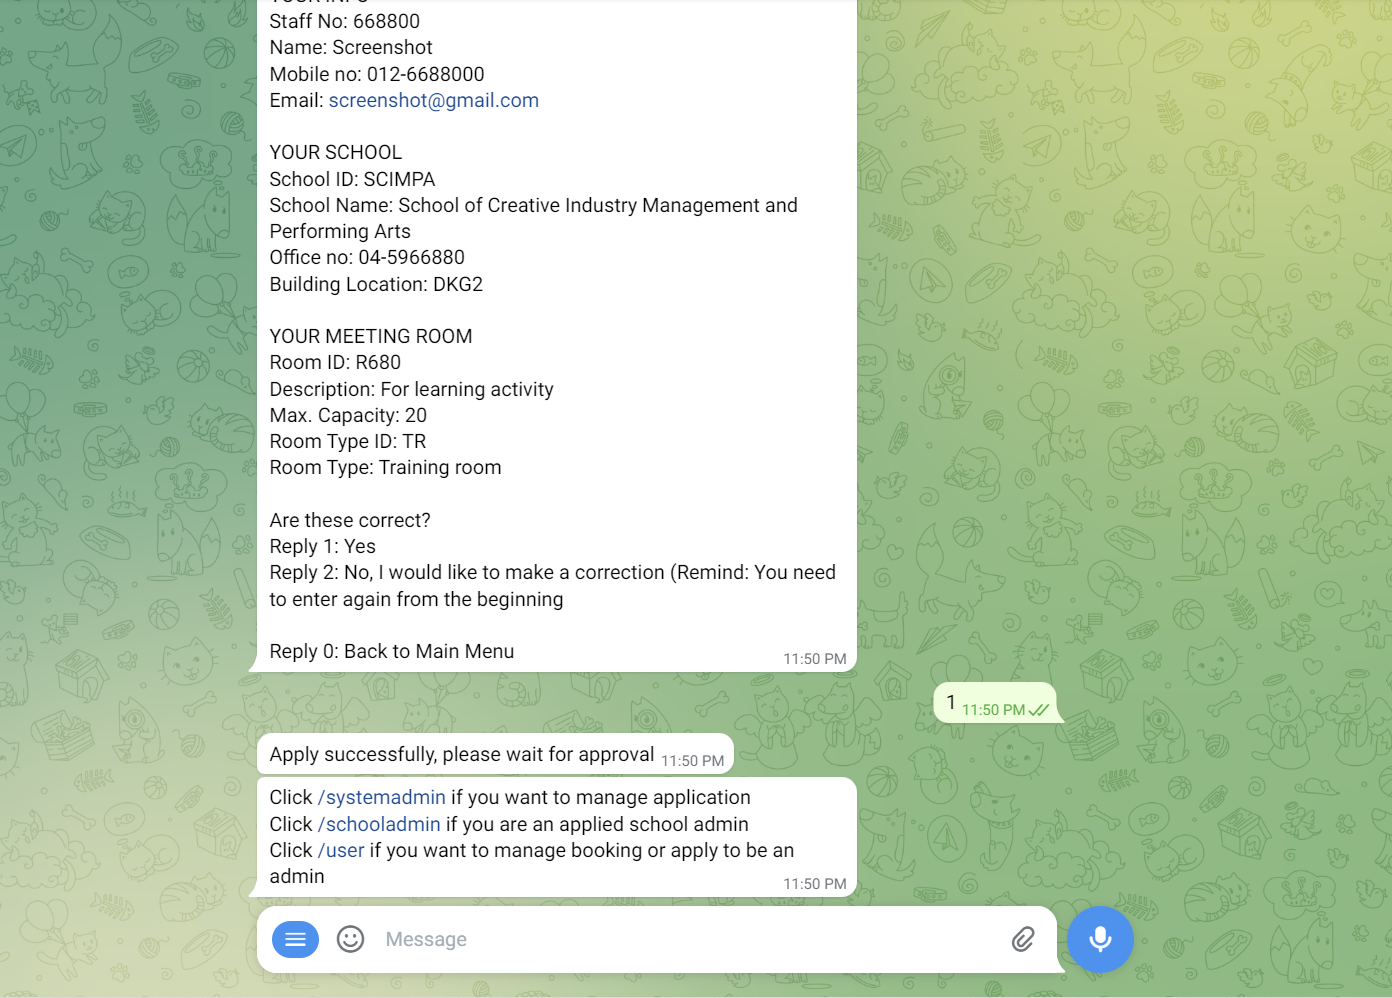 YOUR INFO
Staff No: 668800
Name: Screenshot
Mobile no: 012-6688000
Email: screenshot@gmail.com
YOUR SCHOOL
School ID: SCIMPA
School Name: School of Creative Industry Management and
Performing Arts
Office no: 04-5966880
Building Location: DKG2
YOUR MEETING ROOM
Room ID: R680
Description: For learning activity
Max. Capacity: 20
Room Type ID: TR
Room Type: Training room
Are these correct?
Reply 1: Yes
Reply 2: No, I would like to make a correction (Remind: You need
to enter again from the beginning
Reply 0: Back to Main Menu
11:50 PM
1 11:50 PM
Apply successfully, please wait for approval 11:50 PM
Click /systemadmin if you want to manage application
Click /schooladmin if you are an applied school admin
Click /user if you want to manage booking or apply to be an
admin
11:50 PM
Message